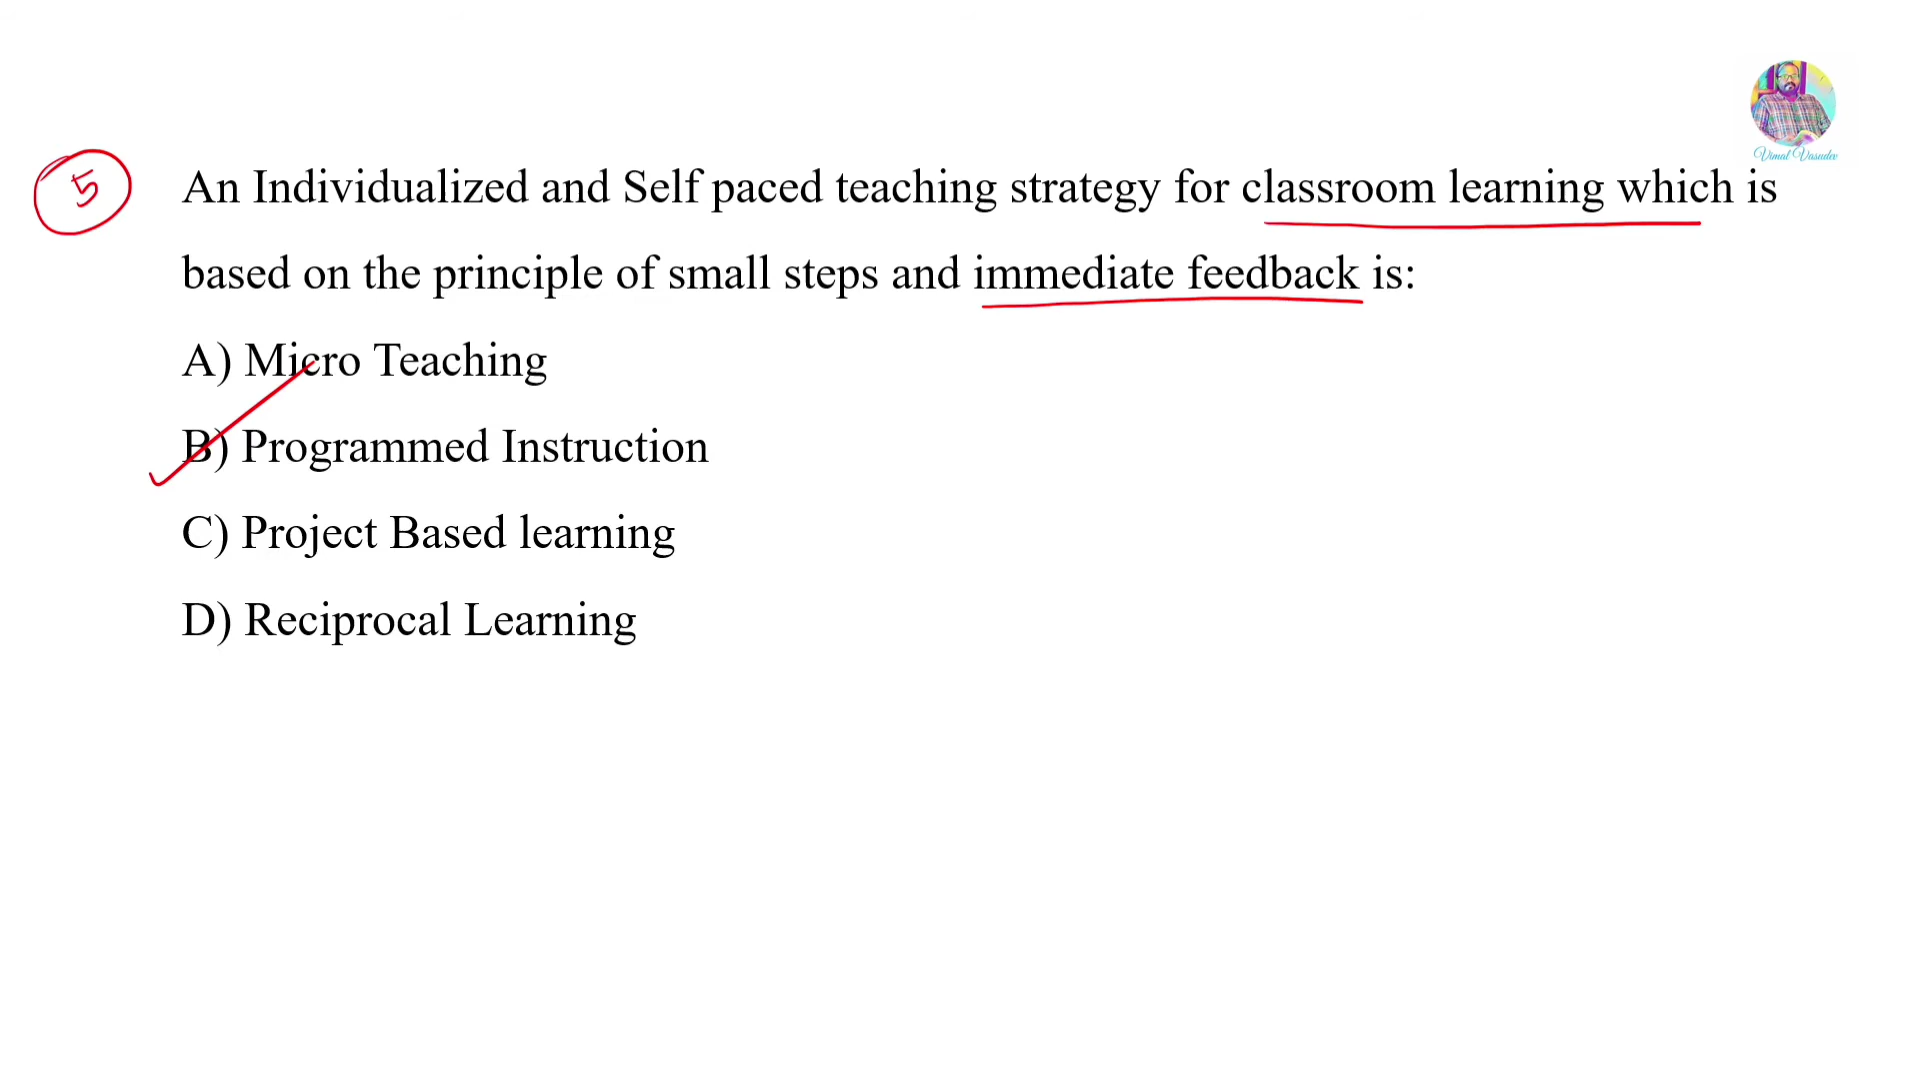 Vimal Vasudev
5
An Individualized and Self paced teaching strategy for classroom learning which is
based on the principle of small steps and immediate feedback is:
A) Micro Teaching
B) Programmed Instruction
C) Project Based learning
D) Reciprocal Learning